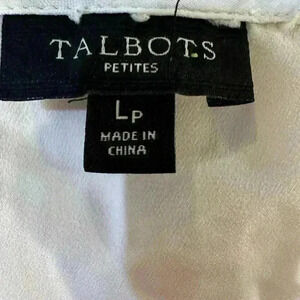 TALBOTS
PETITES
LP
MADE IN
CHINA